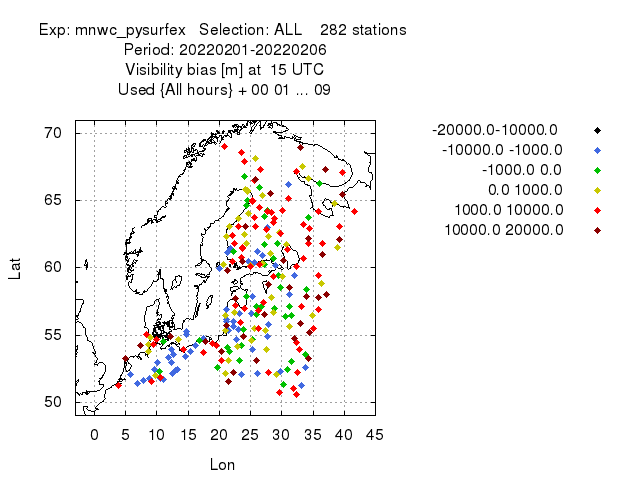 Exp: mnwc_pysurfex Selection: ALL 282 stations
Period: 20220201-20220206
Visibility bias [m] at 15 UTC
Used {All hours} + 00 01 ... 09
70
65
60
55
50
Lat
0 5 10 15 20 25 30 35 40 45
Lon
-20000.0-10000.0
-10000.0 -1000.0
-1000.0 0.0
0.0 1000.0
1000.0 10000.0
10000.0 20000.0